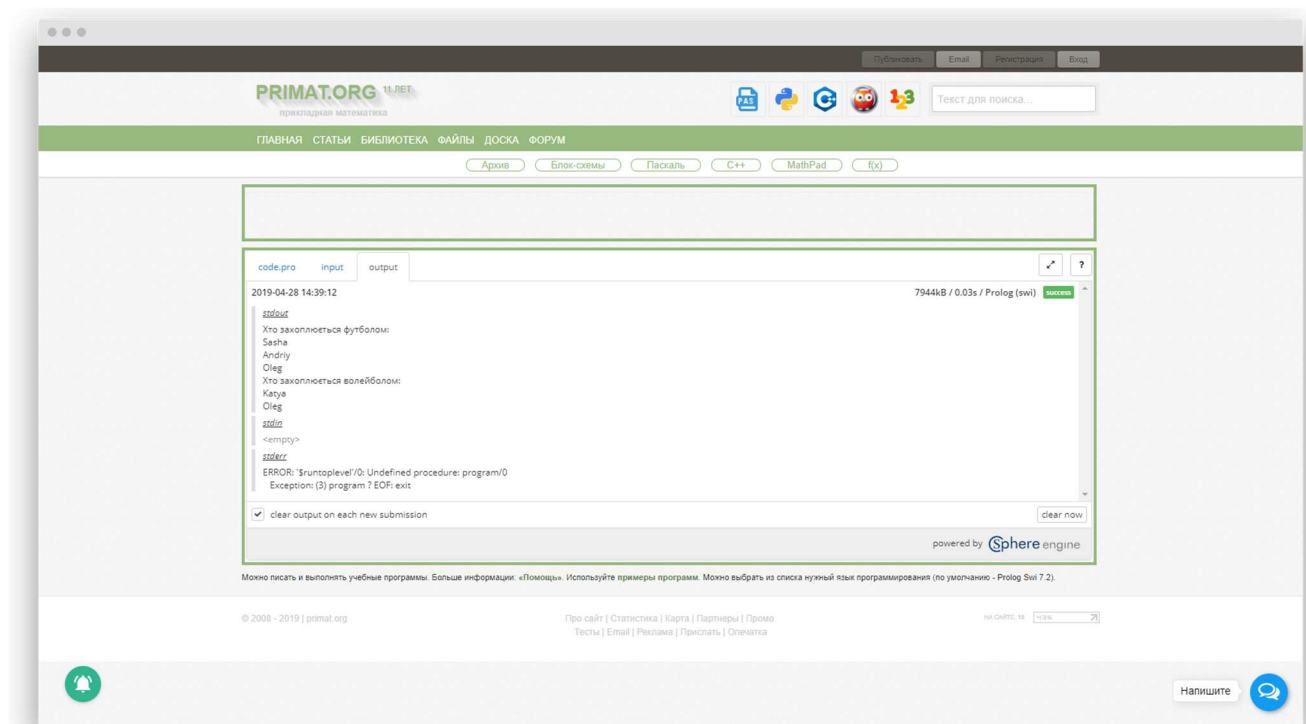 Публиковать Email Регистрация Вход
PRIMAT.ORG 11 ЛЕТ
прикладная математика
PAS
123
Текст для поиска...
ГЛАВНАЯ СТАТЬИ БИБЛИОТЕКА ФАЙЛЫ ДОСКА ФОРУМ
Архив Блок-схемы Паскаль C++ MathPad f(x)
code.pro input output ?
2019-04-28 14:39:12 7944kB / 0.03s / Prolog (swi) success
stdout
Хто захоплюється футболом:
Sasha
Andriy
Oleg
Хто захоплюється волейболом:
Katya
Oleg
stdin
<empty>
stderr
ERROR: '$runtoplevel'/0: Undefined procedure: program/0
Exception: (3) program ? EOF: exit
clear output on each new submission clear now
powered by Sphere engine
Можно писать и выполнять учебные программы. Больше информации: «Помощь». Используйте примеры программ. Можно выбрать из списка нужный язык программирования (по умолчанию - Prolog Swi 7.2).
© 2008 - 2019 | primat.org Про сайт | Статистика | Карта | Партнеры | Промо НА САЙТЕ: 18
Тесты | Email | Реклама | Прислать | Опечатка
Напишите